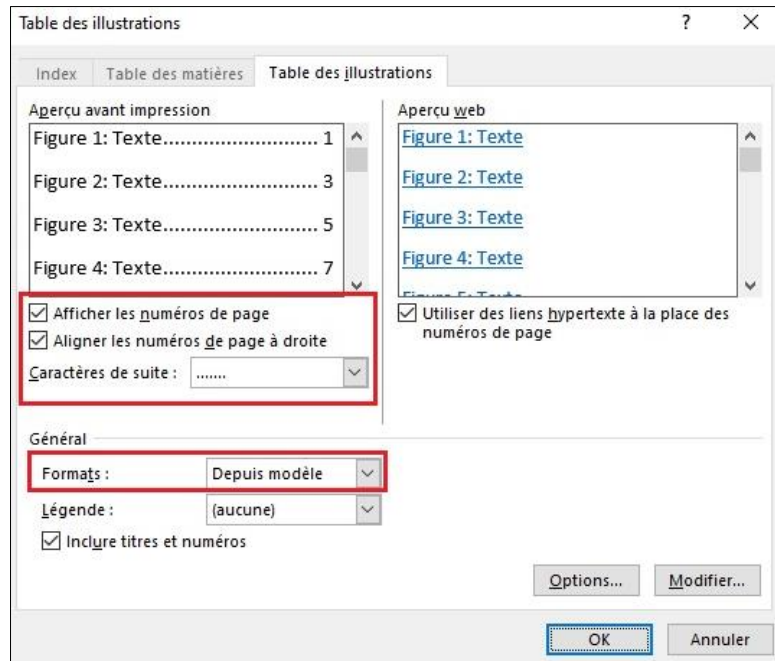 Table des illustrations ? X
Index Table des matières Table des illustrations
Aperçu avant impression
Figure 1: Texte............................ 1
Figure 2: Texte............................ 3
Figure 3: Texte............................ 5
Figure 4: Texte............................ 7
Afficher les numéros de page
Aligner les numéros de page à droite
Caractères de suite : .......
Aperçu web
Figure 1: Texte
Figure 2: Texte
Figure 3: Texte
Figure 4: Texte
Figure 5: Texte
Utiliser des liens hypertexte à la place des
numéros de page
Général
Formats : Depuis modèle
Légende : (aucune)
Inclure titres et numéros
Options... Modifier...
OK Annuler